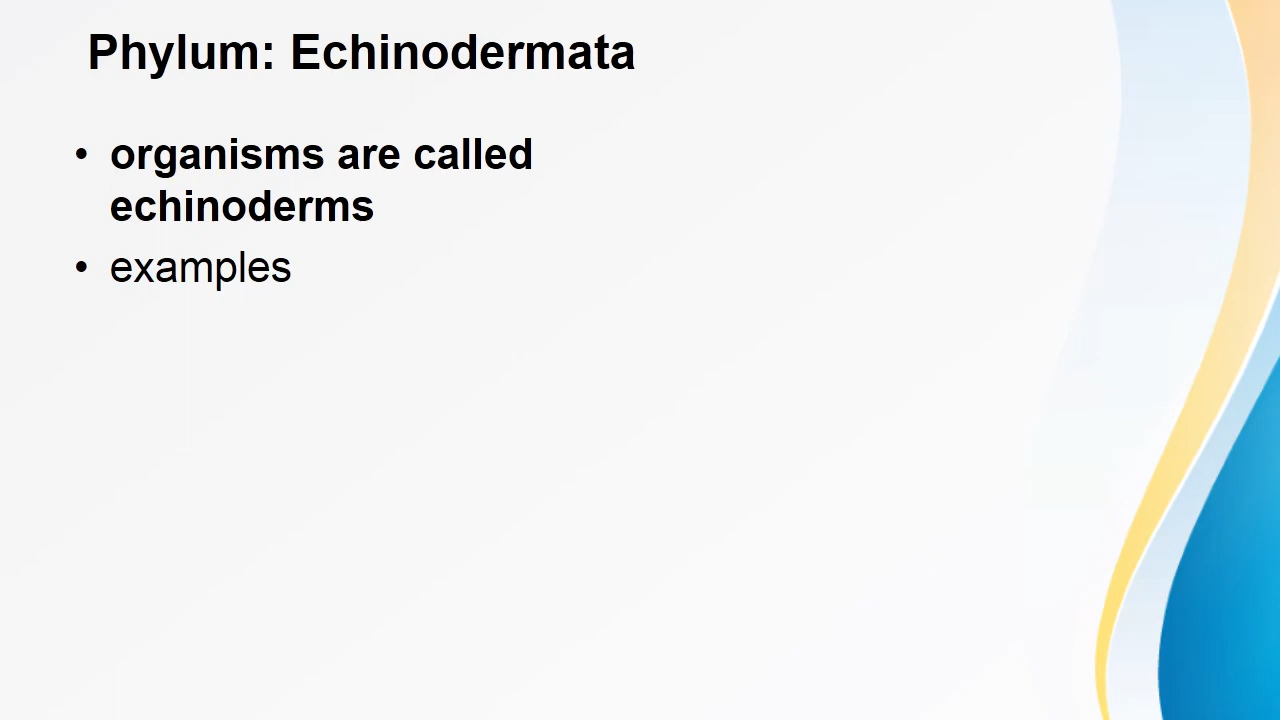 Phylum: Echinodermata
• organisms are called
echinoderms
• examples